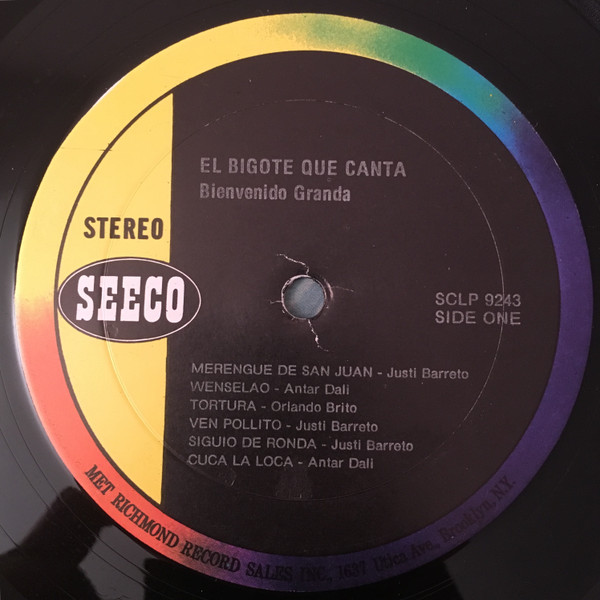 EL BIGOTE QUE CANTA
Bienvenido Granda
STEREO
SEECO
SCLP 9243
SIDE ONE
MERENGUE DE SAN JUAN - Justi Barreto
WENSELAO - Antar Dali
TORTURA - Orlando Brito
VEN POLLITO - Justi Barreto
SIGUIO DE RONDA - Justi Barreto
CUCA LA LOCA - Antar Dali
MET RICHMOND RECORD SALES INC., 1637 Utica Ave., Brooklyn, N.Y.